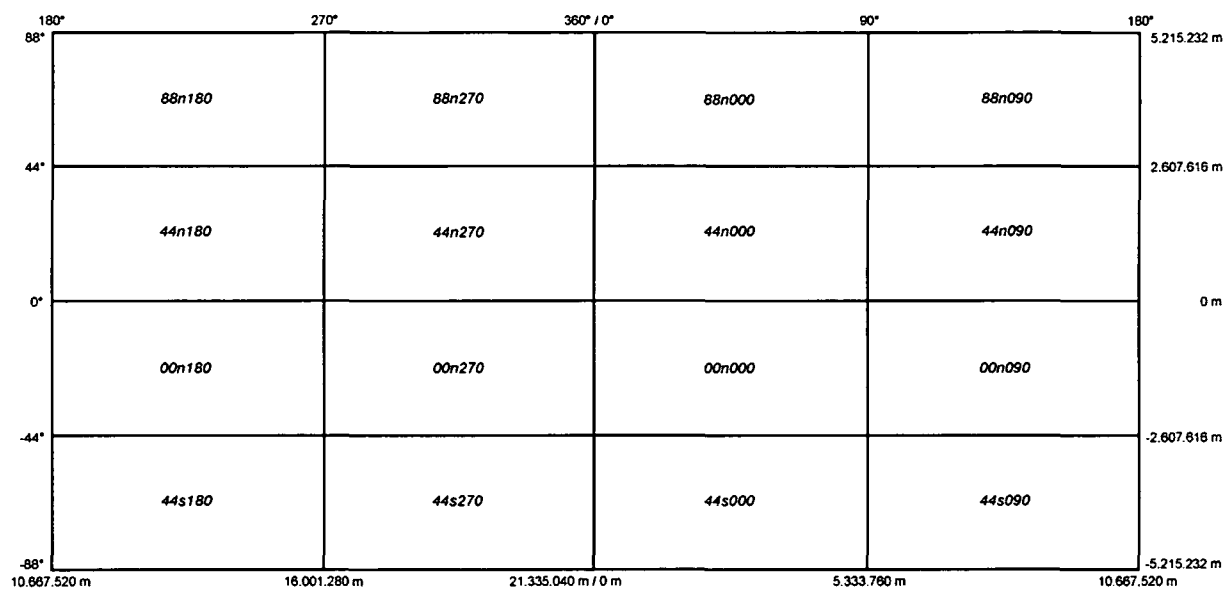 180° 270° 360° / 0° 90° 180°
88° 5.215.232 m
88n180 88n270 88n000 88n090
44° 2.607.616 m
44n180 44n270 44n000 44n090
0° 0 m
00n180 00n270 00n000 00n090
-44° -2.607.616 m
44s180 44s270 44s000 44s090
-88° -5.215.232 m
10.667.520 m 16.001.280 m 21.335.040 m / 0 m 5.333.760 m 10.667.520 m